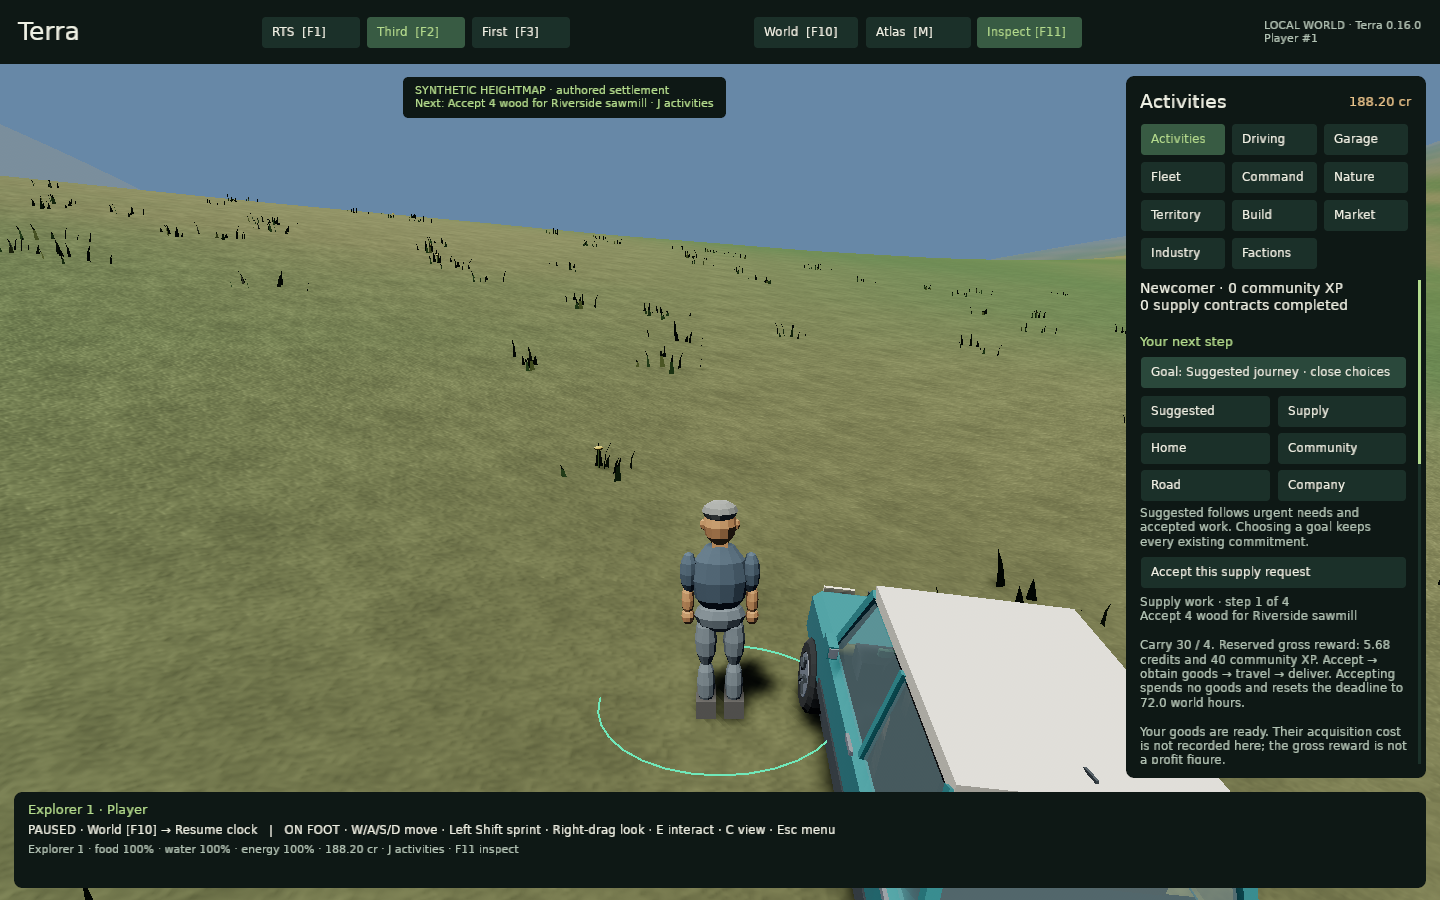 Terra
RTS [F1]
Third [F2]
First [F3]
World [F10]
Atlas [M]
Inspect [F11]
LOCAL WORLD · Terra 0.16.0
Player #1
SYNTHETIC HEIGHTMAP · authored settlement
Next: Accept 4 wood for Riverside sawmill · J activities
Activities
188.20 cr
Activities
Driving
Garage
Fleet
Command
Nature
Territory
Build
Market
Industry
Factions
Newcomer · 0 community XP
0 supply contracts completed
Your next step
Goal: Suggested journey · close choices
Suggested
Supply
Home
Community
Road
Company
Suggested follows urgent needs and
accepted work. Choosing a goal keeps
every existing commitment.
Accept this supply request
Supply work · step 1 of 4
Accept 4 wood for Riverside sawmill
Carry 30 / 4. Reserved gross reward: 5.68
credits and 40 community XP. Accept →
obtain goods → travel → deliver. Accepting
spends no goods and resets the deadline to
72.0 world hours.
Your goods are ready. Their acquisition cost
is not recorded here; the gross reward is not
a profit figure.
Explorer 1 · Player
PAUSED · World [F10] → Resume clock | ON FOOT · W/A/S/D move · Left Shift sprint · Right-drag look · E interact · C view · Esc menu
Explorer 1 · food 100% · water 100% · energy 100% · 188.20 cr · J activities · F11 inspect